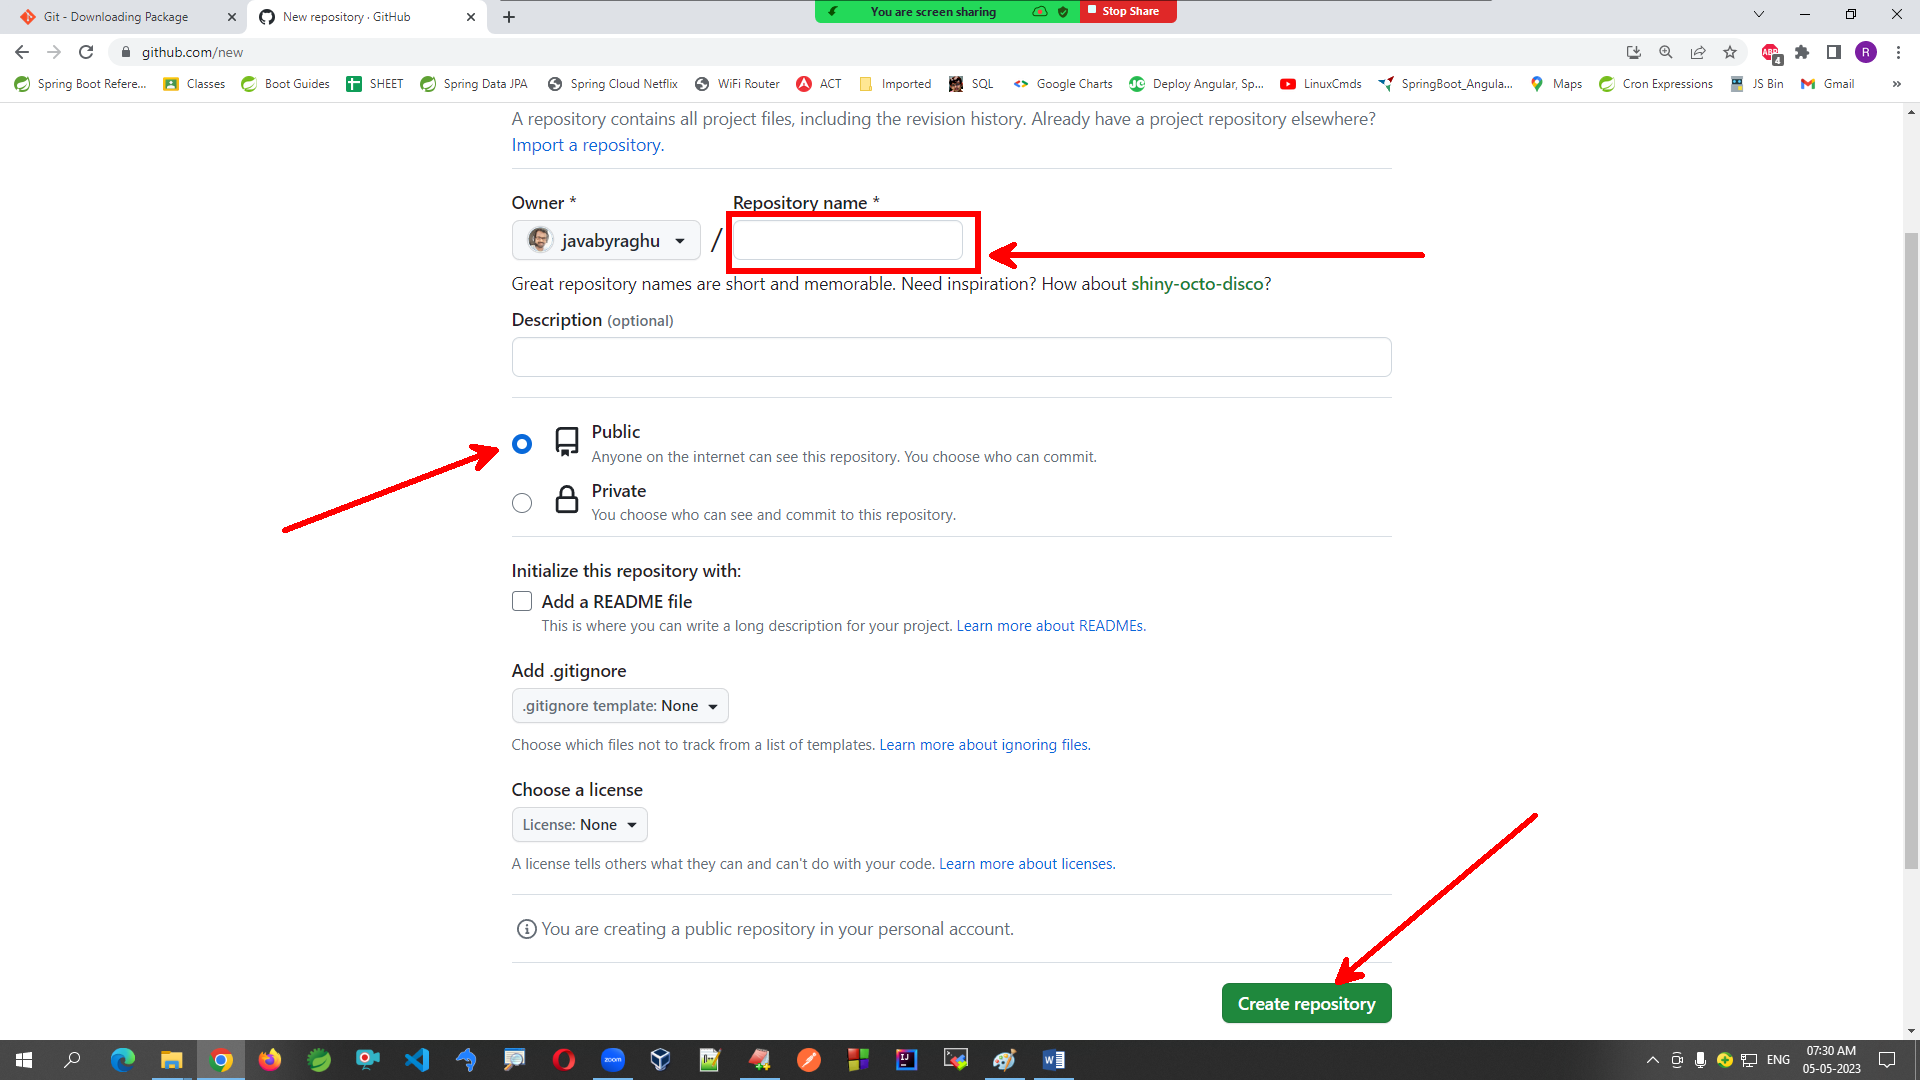 Git - Downloading Package
New repository · GitHub
You are screen sharing
Stop Share
github.com/new
ABP
4
R
Spring Boot Refere...
Classes
Boot Guides
SHEET
Spring Data JPA
Spring Cloud Netflix
WiFi Router
ACT
Imported
SQL
Google Charts
Deploy Angular, Sp...
LinuxCmds
SpringBoot_Angula...
Maps
Cron Expressions
JS Bin
Gmail
»
A repository contains all project files, including the revision history. Already have a project repository elsewhere?
Import a repository.
Owner *
Repository name *
javabyraghu
/
Great repository names are short and memorable. Need inspiration? How about shiny-octo-disco?
Description (optional)
Public
Anyone on the internet can see this repository. You choose who can commit.
Private
You choose who can see and commit to this repository.
Initialize this repository with:
Add a README file
This is where you can write a long description for your project. Learn more about READMEs.
Add .gitignore
.gitignore template: None
Choose which files not to track from a list of templates. Learn more about ignoring files.
Choose a license
License: None
A license tells others what they can and can't do with your code. Learn more about licenses.
You are creating a public repository in your personal account.
Create repository
zoom
IJ
ENG
07:30 AM
05-05-2023